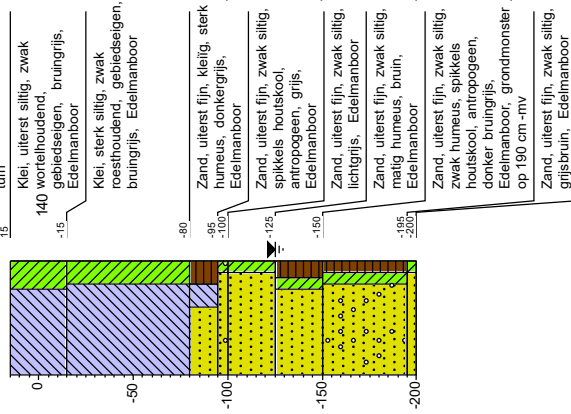 tuin
15
Klei, uiterst siltig, zwak
140 wortelhoudend,
gebiedseigen, bruingrijs,
Edelmanboor
-15
Klei, sterk siltig, zwak
roesthoudend, gebiedseigen,
bruingrijs, Edelmanboor
-80
Zand, uiterst fijn, kleiïg, sterk
humeus, donkergrijs,
Edelmanboor
-95
-100
Zand, uiterst fijn, zwak siltig,
spikkels houtskool,
antropogeen, grijs,
Edelmanboor
-125
Zand, uiterst fijn, zwak siltig,
lichtgrijs, Edelmanboor
-150
Zand, uiterst fijn, zwak siltig,
matig humeus, bruin,
Edelmanboor
Zand, uiterst fijn, zwak siltig,
zwak humeus, spikkels
houtskool, antropogeen,
donker bruingrijs,
Edelmanboor, grondmonster
op 190 cm -mv
-195
-200
Zand, uiterst fijn, zwak siltig,
grijsbruin, Edelmanboor
0
-50
-100
-150
-200